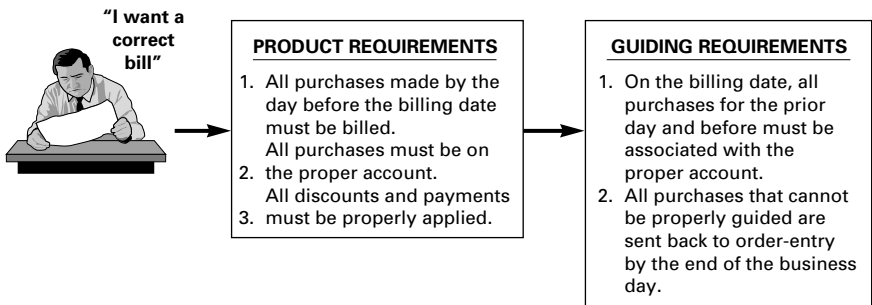 "I want a
correct
bill"
PRODUCT REQUIREMENTS
1. All purchases made by the
day before the billing date
must be billed.
All purchases must be on
2. the proper account.
All discounts and payments
3. must be properly applied.
GUIDING REQUIREMENTS
1. On the billing date, all
purchases for the prior
day and before must be
associated with the
proper account.
2. All purchases that cannot
be properly guided are
sent back to order-entry
by the end of the business
day.